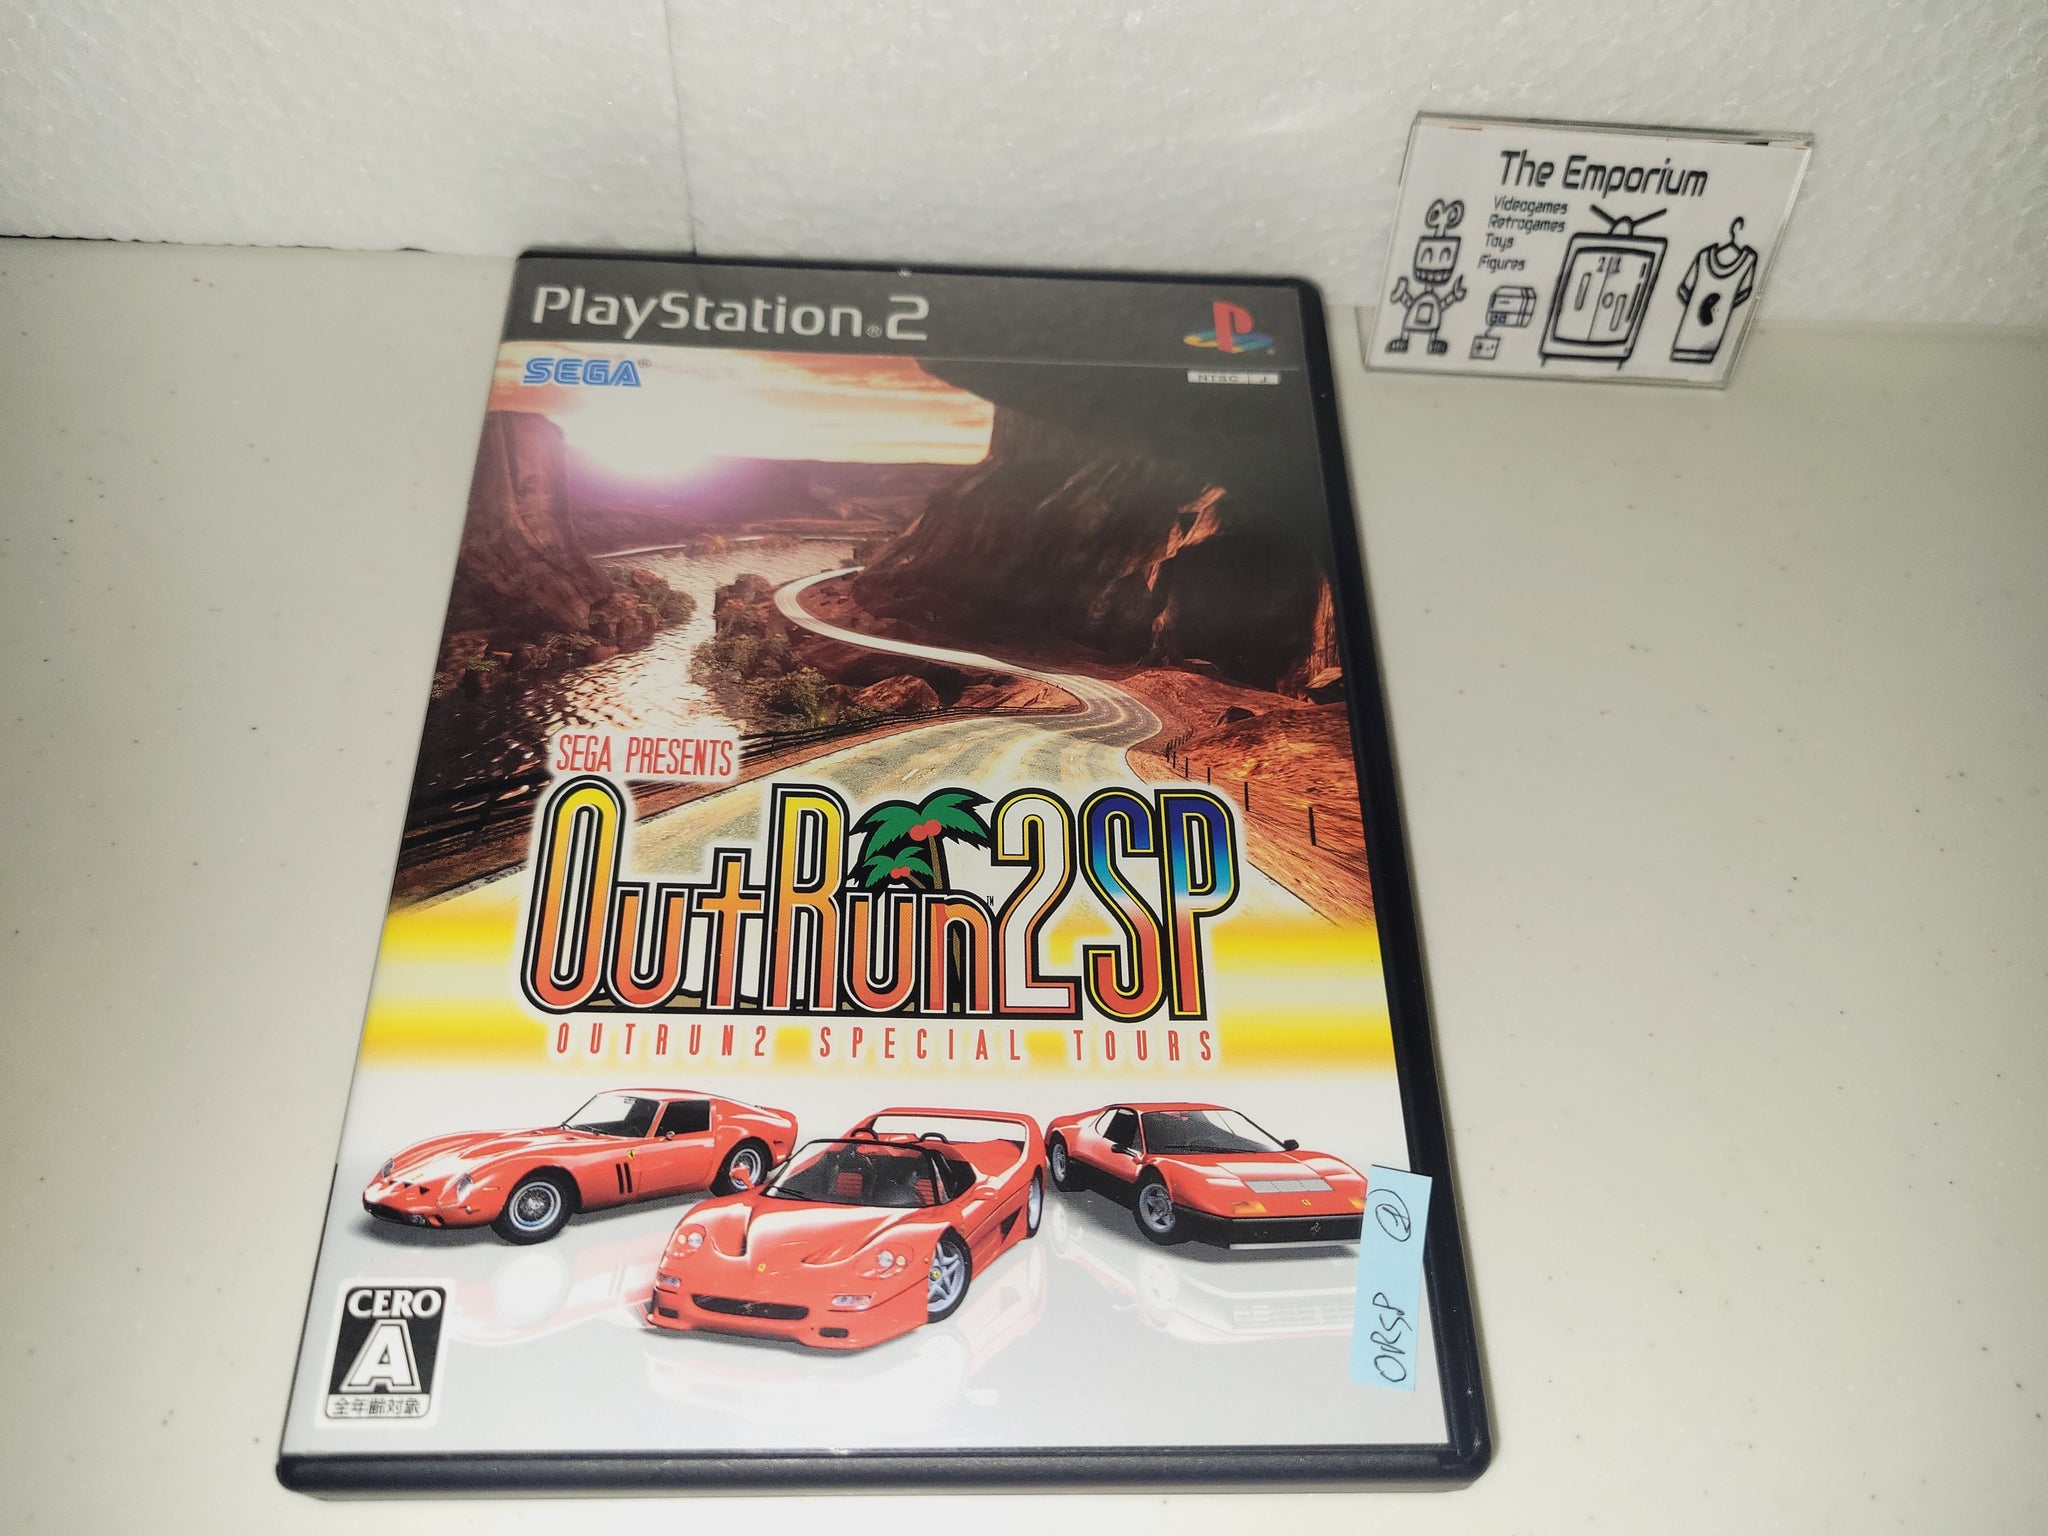 The Emporium
Videogames
Retrogames
Toys
Figures
PlayStation®2
SEGA®
NTSC J
SEGA PRESENTS
OutRun2SP
™
OUTRUN2 SPECIAL TOURS
CERO
A
全年齢対象
ORSP